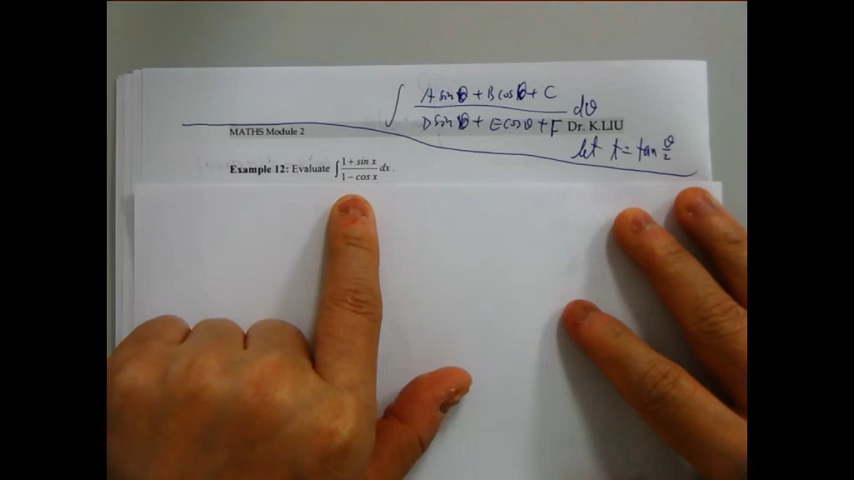 ∫ (A sin θ + B cos θ + C)/(D sin θ + E cos θ + F) dθ
MATHS Module 2 Dr. K.LIU
let t = tan θ/2
Example 12: Evaluate ∫ (1 + sin x)/(1 − cos x) dx.